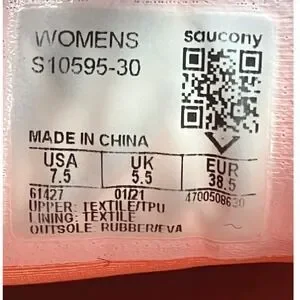 WOMENS saucony
S10595-30
MADE IN CHINA
USA UK EUR
7.5 5.5 38.5
61427 01/21 4700508630
UPPER: TEXTILE/TPU
LINING: TEXTILE
OUTSOLE: RUBBER/EVA